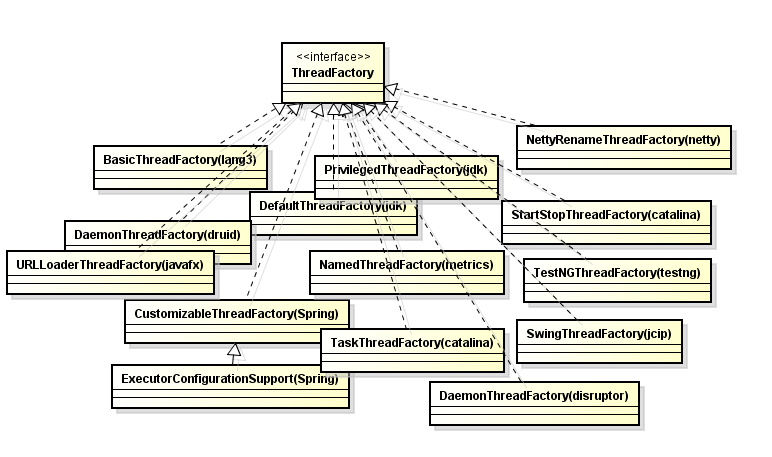 <<interface>>
ThreadFactory
NettyRenameThreadFactory(netty)
BasicThreadFactory(lang3)
PrivilegedThreadFactory(jdk)
DefaultThreadFactory(jdk)
StartStopThreadFactory(catalina)
DaemonThreadFactory(druid)
URLLoaderThreadFactory(javafx)
NamedThreadFactory(metrics)
TestNGThreadFactory(testng)
CustomizableThreadFactory(Spring)
SwingThreadFactory(jcip)
TaskThreadFactory(catalina)
ExecutorConfigurationSupport(Spring)
DaemonThreadFactory(disruptor)